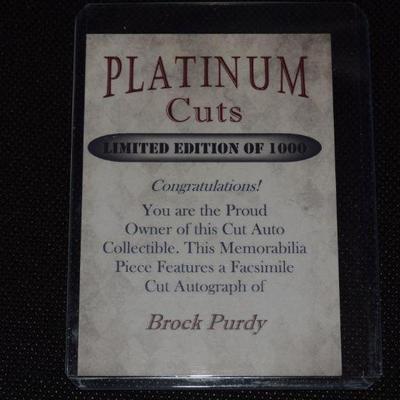 PLATINUM
Cuts
LIMITED EDITION OF 1000
Congratulations!
You are the Proud
Owner of this Cut Auto
Collectible. This Memorabilia
Piece Features a Facsimile
Cut Autograph of
Brock Purdy